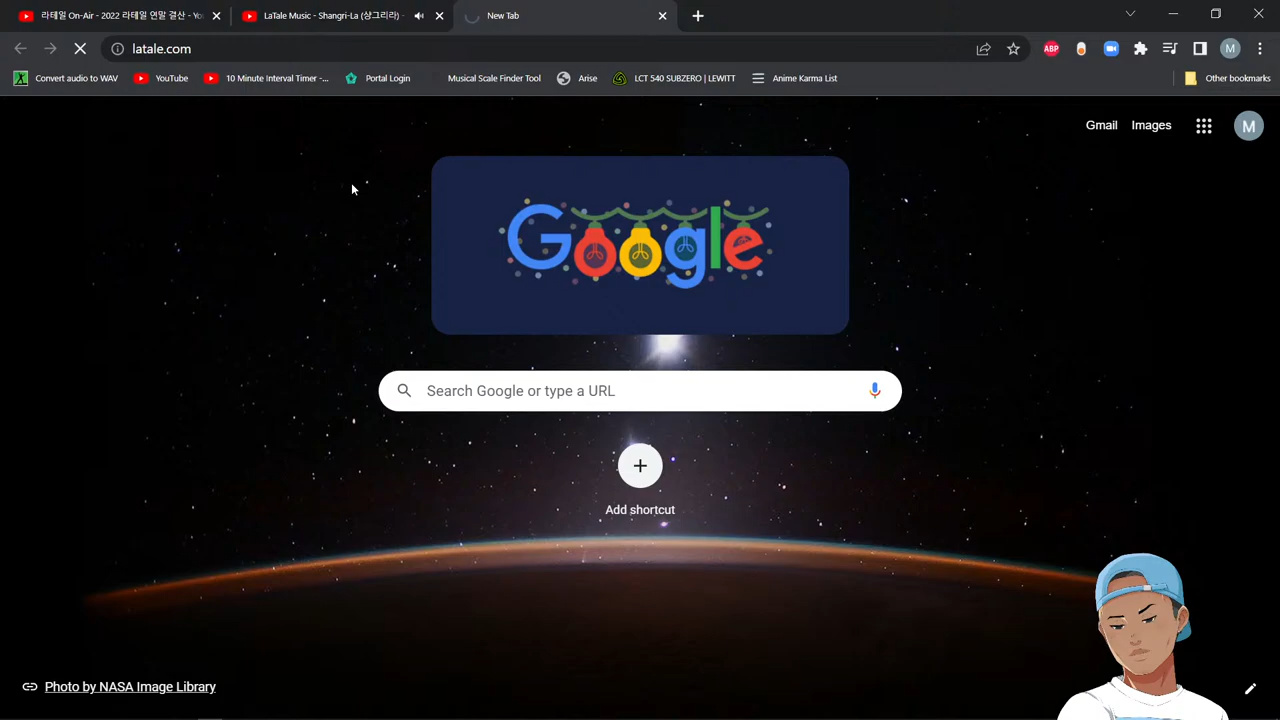 라테일 On-Air - 2022 라테일 연말 결산 - Yo
LaTale Music - Shangri-La (샹그리라) -
New Tab
latale.com
ABP
M
Convert audio to WAV
YouTube
10 Minute Interval Timer -...
Portal Login
Musical Scale Finder Tool
Arise
LCT 540 SUBZERO | LEWITT
Anime Karma List
Other bookmarks
Gmail
Images
M
Google
Search Google or type a URL
Add shortcut
Photo by NASA Image Library